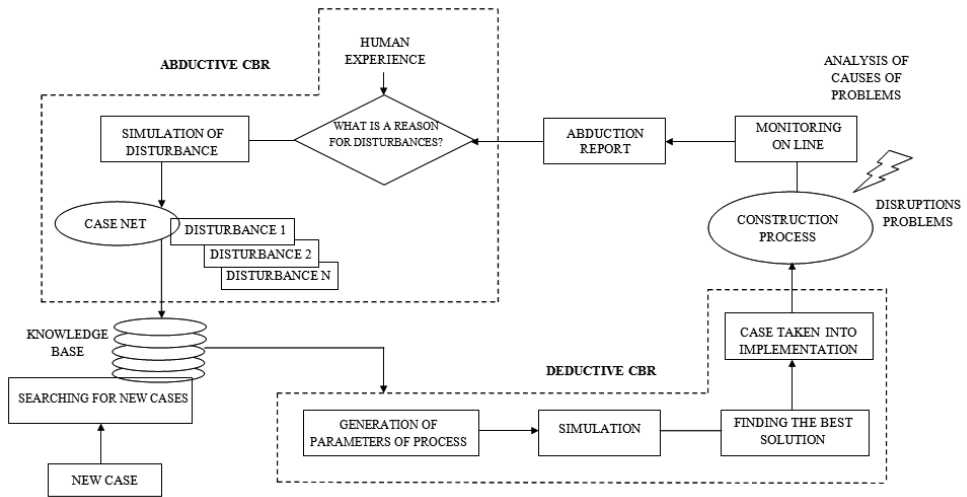 HUMAN
EXPERIENCE
ABDUCTIVE CBR
ANALYSIS OF
CAUSES OF
PROBLEMS
SIMULATION OF
DISTURBANCE
WHAT IS A REASON
FOR DISTURBANCES?
ABDUCTION
REPORT
MONITORING
ON LINE
DISRUPTIONS
PROBLEMS
CONSTRUCTION
PROCESS
CASE NET
DISTURBANCE 1
DISTURBANCE 2
DISTURBANCE N
KNOWLEDGE
BASE
CASE TAKEN INTO
IMPLEMENTATION
DEDUCTIVE CBR
SEARCHING FOR NEW CASES
GENERATION OF
PARAMETERS OF PROCESS
SIMULATION
FINDING THE BEST
SOLUTION
NEW CASE